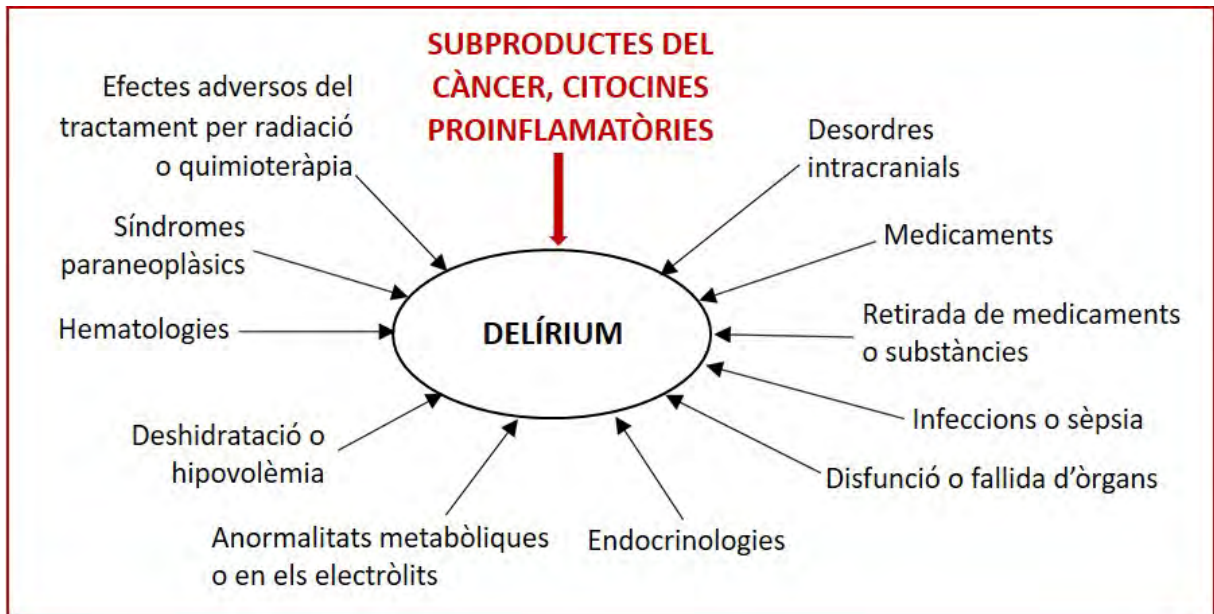 SUBPRODUCTES DEL
CÀNCER, CITOCINES
PROINFLAMATÒRIES
Efectes adversos del
tractament per radiació
o quimioteràpia
Síndromes
paraneoplàsics
Hematologies
Deshidratació o
hipovolèmia
Anormalitats metabòliques
o en els electròlits
Endocrinologies
Disfunció o fallida d’òrgans
Infeccions o sèpsia
Retirada de medicaments
o substàncies
Medicaments
Desordres
intracranials
DELÍRIUM